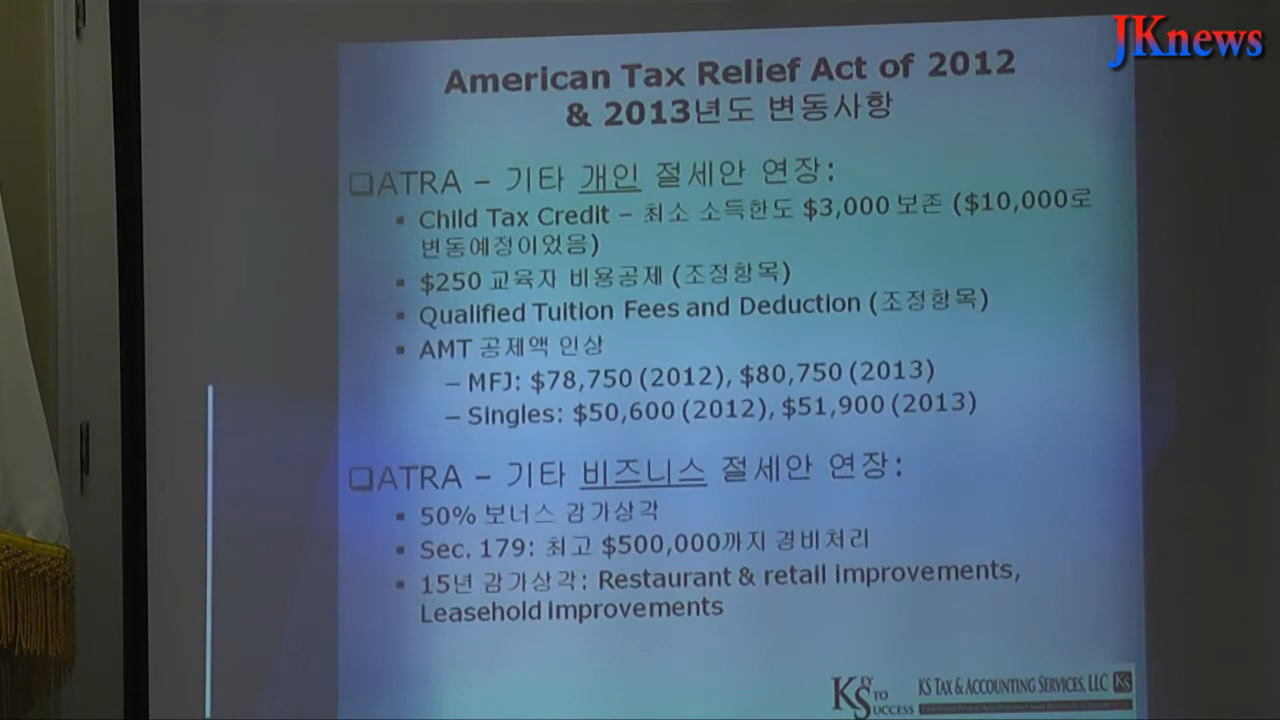 JKnews
American Tax Relief Act of 2012
& 2013년도 변동사항
❑ATRA – 기타 개인 절세안 연장:
▪ Child Tax Credit – 최소 소득한도 $3,000 보존 ($10,000로
변동예정이었음)
▪ $250 교육자 비용공제 (조정항목)
▪ Qualified Tuition Fees and Deduction (조정항목)
▪ AMT 공제액 인상
– MFJ: $78,750 (2012), $80,750 (2013)
– Singles: $50,600 (2012), $51,900 (2013)
❑ATRA – 기타 비즈니스 절세안 연장:
▪ 50% 보너스 감가상각
▪ Sec. 179: 최고 $500,000까지 경비처리
▪ 15년 감가상각: Restaurant & retail improvements,
Leasehold Improvements
KEY TO SUCCESS
KS TAX & ACCOUNTING SERVICES, LLC KS